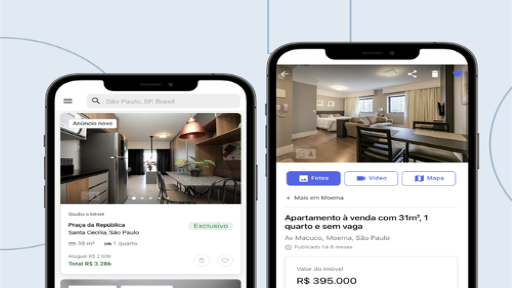 São Paulo, SP, Brasil
Anúncio novo
Studio e kitnet
Praça da República
Santa Cecília, São Paulo
Exclusivo
38 m² 1 quarto
Aluguel R$ 2.600
Total R$ 3.286
Fotos
Vídeo
Mapa
Mais em Moema
Apartamento à venda com 31m², 1
quarto e sem vaga
Av Macuco, Moema, São Paulo
Publicado há 8 meses
Valor do imóvel
R$ 395.000